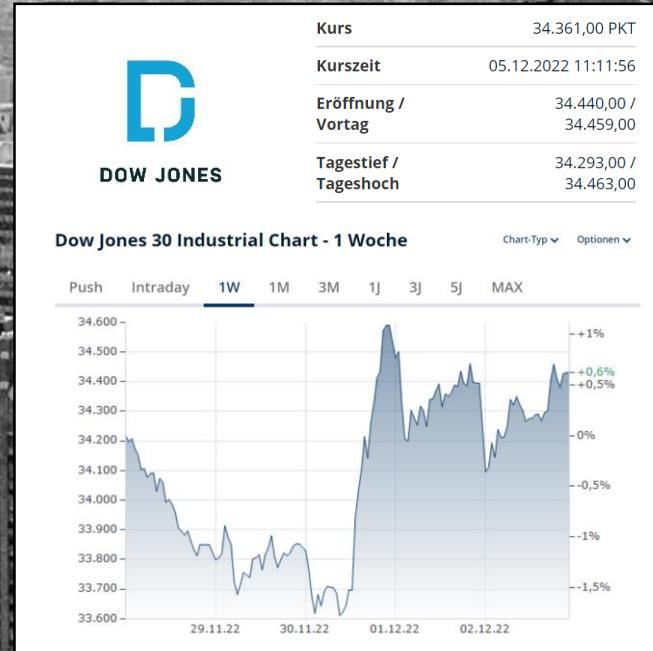 Kurs 34.361,00 PKT
Kurszeit 05.12.2022 11:11:56
Eröffnung / 34.440,00 /
Vortag 34.459,00
Tagestief / 34.293,00 /
Tageshoch 34.463,00
DOW JONES
Dow Jones 30 Industrial Chart - 1 Woche Chart-Typ Optionen
Push Intraday 1W 1M 3M 1J 3J 5J MAX
34.600
34.500
34.400
34.300
34.200
34.100
34.000
33.900
33.800
33.700
33.600
+1%
+0,6%
+0,5%
0%
-0,5%
-1%
-1,5%
29.11.22 30.11.22 01.12.22 02.12.22